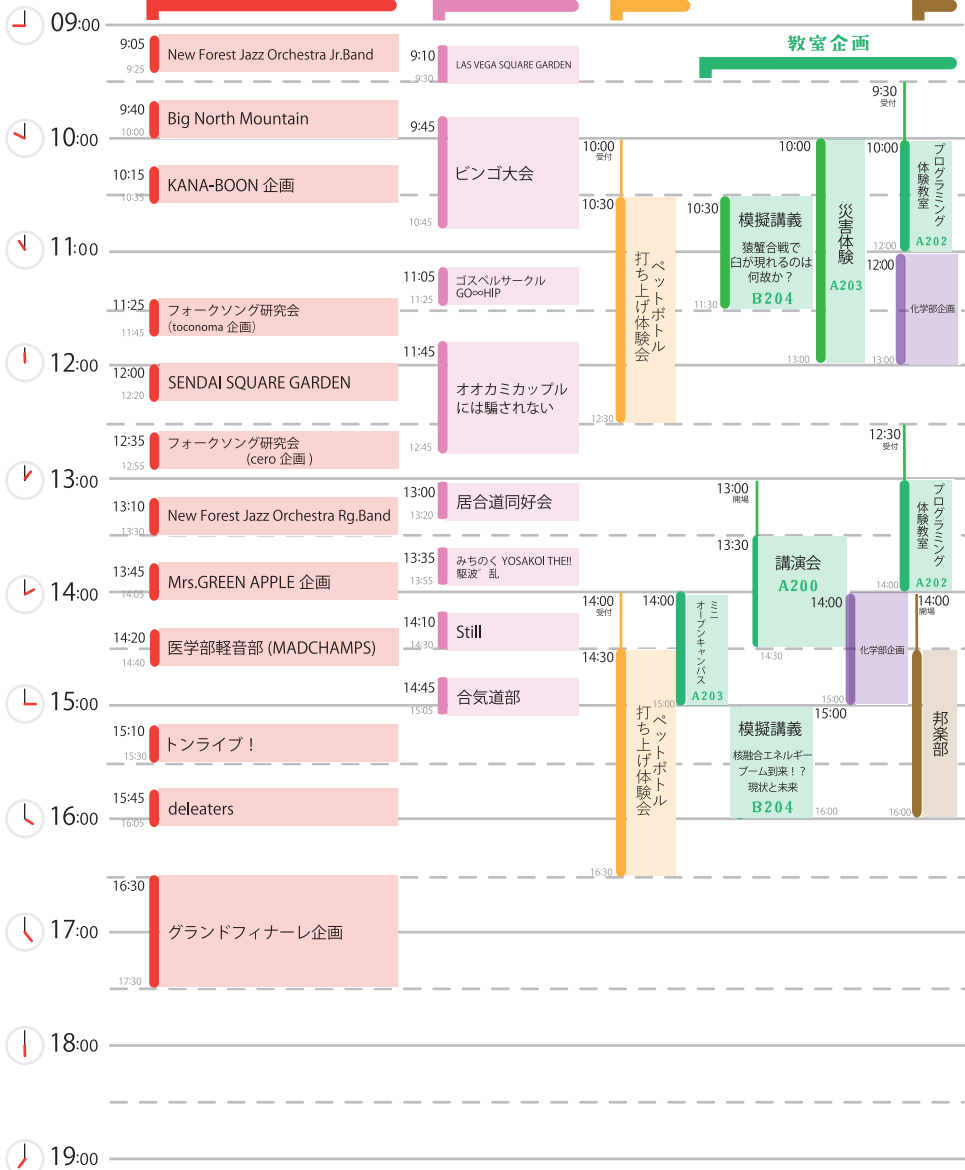 09:00
10:00
11:00
12:00
13:00
14:00
15:00
16:00
17:00
18:00
19:00
9:05
9:25
New Forest Jazz Orchestra Jr.Band
9:40
10:00
Big North Mountain
10:15
10:35
KANA-BOON 企画
11:25
11:45
フォークソング研究会
(toconoma 企画)
12:00
12:20
SENDAI SQUARE GARDEN
12:35
12:55
フォークソング研究会
(cero 企画 )
13:10
13:30
New Forest Jazz Orchestra Rg.Band
13:45
14:05
Mrs.GREEN APPLE 企画
14:20
14:40
医学部軽音部 (MADCHAMPS)
15:10
15:30
トンライブ！
15:45
16:05
deleaters
16:30
17:30
グランドフィナーレ企画
9:10
9:30
LAS VEGA SQUARE GARDEN
9:45
10:45
ビンゴ大会
11:05
11:25
ゴスペルサークル
GO∞HIP
11:45
12:45
オオカミカップル
には騙されない
13:00
13:20
居合道同好会
13:35
13:55
みちのく YOSAKOI THE!!
駆波゛乱
14:10
14:30
Still
14:45
15:05
合気道部
10:00
受付
10:30
12:30
ペットボトル
打ち上げ体験会
14:00
受付
14:30
16:30
ペットボトル
打ち上げ体験会
教室企画
10:30
11:30
模擬講義
猿蟹合戦で
臼が現れるのは
何故か？
B204
10:00
13:00
災害体験
A203
9:30
受付
10:00
12:00
プログラミング
体験教室
A202
12:00
13:00
化学部企画
12:30
受付
14:00
プログラミング
体験教室
A202
13:00
開場
13:30
14:30
講演会
A200
14:00
15:00
ミニ
オープンキャンパス
A203
14:00
15:00
化学部企画
15:00
16:00
模擬講義
核融合エネルギー
ブーム到来！？
現状と未来
B204
14:00
開場
16:00
邦楽部